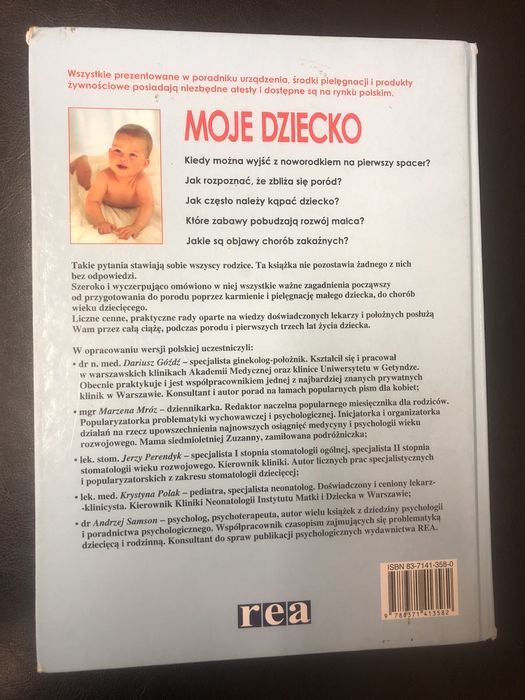 Wszystkie prezentowane w poradniku urządzenia, środki pielęgnacji i produkty
żywnościowe posiadają niezbędne atesty i dostępne są na rynku polskim.
MOJE DZIECKO
Kiedy można wyjść z noworodkiem na pierwszy spacer?
Jak rozpoznać, że zbliża się poród?
Jak często należy kąpać dziecko?
Które zabawy pobudzają rozwój malca?
Jakie są objawy chorób zakaźnych?
Takie pytania stawiają sobie wszyscy rodzice. Ta książka nie pozostawia żadnego z nich
bez odpowiedzi.
Szeroko i wyczerpująco omówiono w niej wszystkie ważne zagadnienia począwszy
od przygotowania do porodu poprzez karmienie i pielęgnację małego dziecka, do chorób
wieku dziecięcego.
Liczne cenne, praktyczne rady oparte na wiedzy doświadczonych lekarzy i położnych posłużą
Wam przez całą ciążę, podczas porodu i pierwszych trzech lat życia dziecka.
W opracowaniu wersji polskiej uczestniczyli:
• dr n. med. Dariusz Góźdź – specjalista ginekolog-położnik. Kształcił się i pracował
w warszawskich klinikach Akademii Medycznej oraz klinice Uniwersytetu w Getyndze.
Obecnie praktykuje i jest współpracownikiem jednej z najbardziej znanych prywatnych
klinik w Warszawie. Konsultant i autor porad na łamach popularnych pism dla kobiet;
• mgr Marzena Mróz – dziennikarka. Redaktor naczelna popularnego miesięcznika dla rodziców.
Popularyzatorka problematyki wychowawczej i psychologicznej. Inicjatorka i organizatorka
działań na rzecz upowszechnienia najnowszych osiągnięć medycyny i psychologii wieku
rozwojowego. Mama siedmioletniej Zuzanny, zamiłowana podróżniczka;
• lek. stom. Jerzy Perendyk – specjalista I stopnia stomatologii ogólnej, specjalista II stopnia
stomatologii wieku rozwojowego. Kierownik kliniki. Autor licznych prac specjalistycznych
i popularyzatorskich z zakresu stomatologii dziecięcej;
• lek. med. Krystyna Polak – pediatra, specjalista neonatolog. Doświadczony i ceniony lekarz-
-klinicysta. Kierownik Kliniki Neonatologii Instytutu Matki i Dziecka w Warszawie;
• dr Andrzej Samson – psycholog, psychoterapeuta, autor wielu książek z dziedziny psychologii
i poradnictwa psychologicznego. Współpracownik czasopism zajmujących się problematyką
dziecięcą i rodzinną. Konsultant do spraw publikacji psychologicznych wydawnictwa REA.
ISBN 83-7141-358-0
9 788371 413582
rea